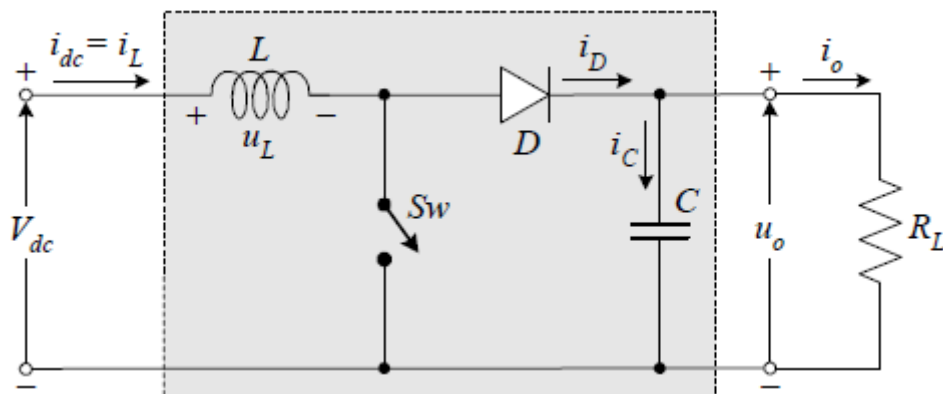 i_dc = i_L
L
i_D
i_o
+
+
+ −
u_L
D
i_C
Sw
C
V_dc
u_o
R_L
−
−